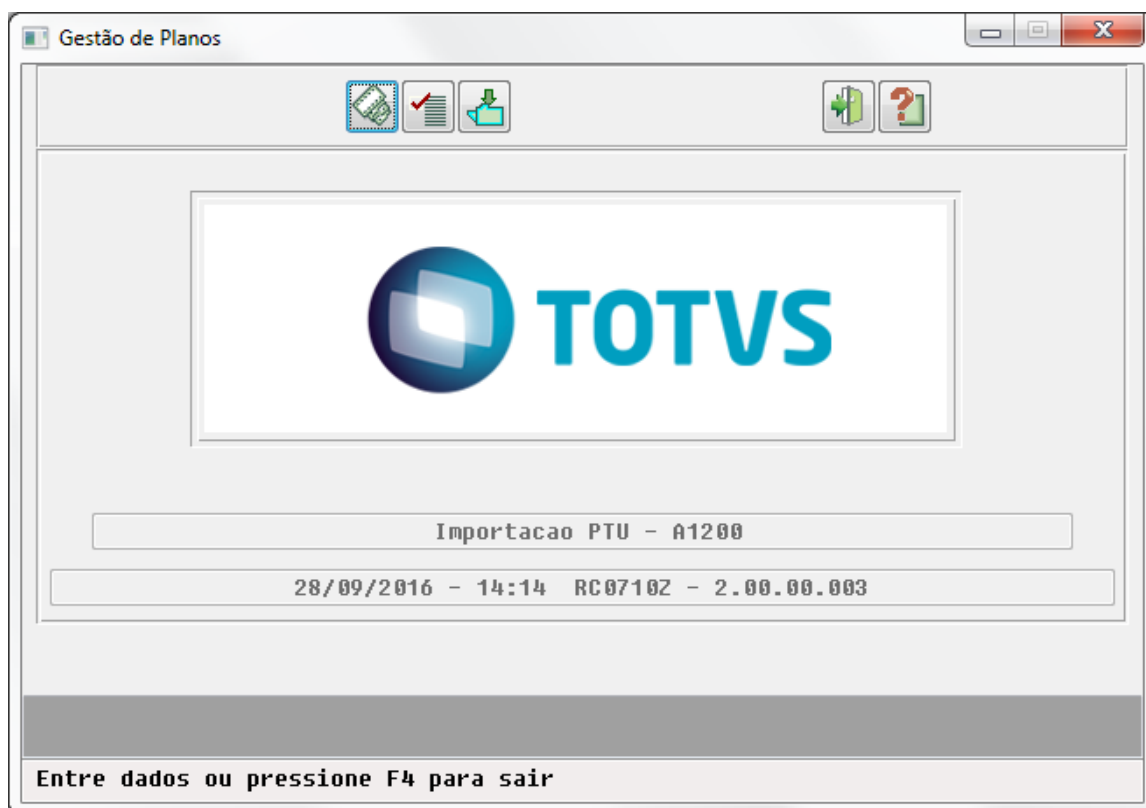 Gestão de Planos
TOTVS
Importacao PTU - A1200
28/09/2016 - 14:14 RC0710Z - 2.00.00.003
Entre dados ou pressione F4 para sair